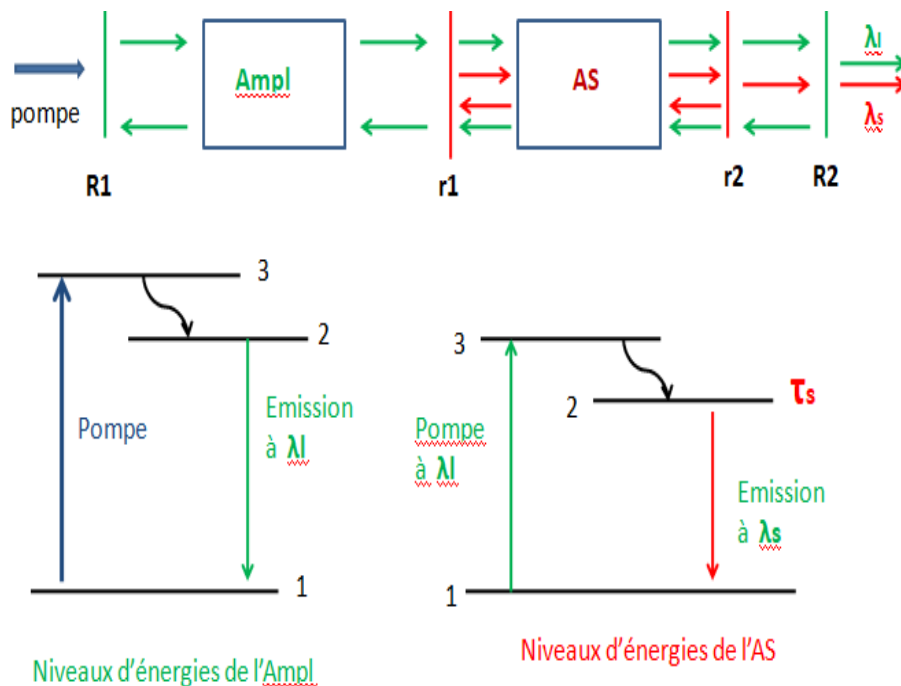 λl
Ampl
AS
pompe
λs
R1
r1
r2
R2
3
2
3
τs
2
Pompe
Emission
à λl
Pompe
à λl
Emission
à λs
1
1
Niveaux d'énergies de l'Ampl
Niveaux d'énergies de l'AS